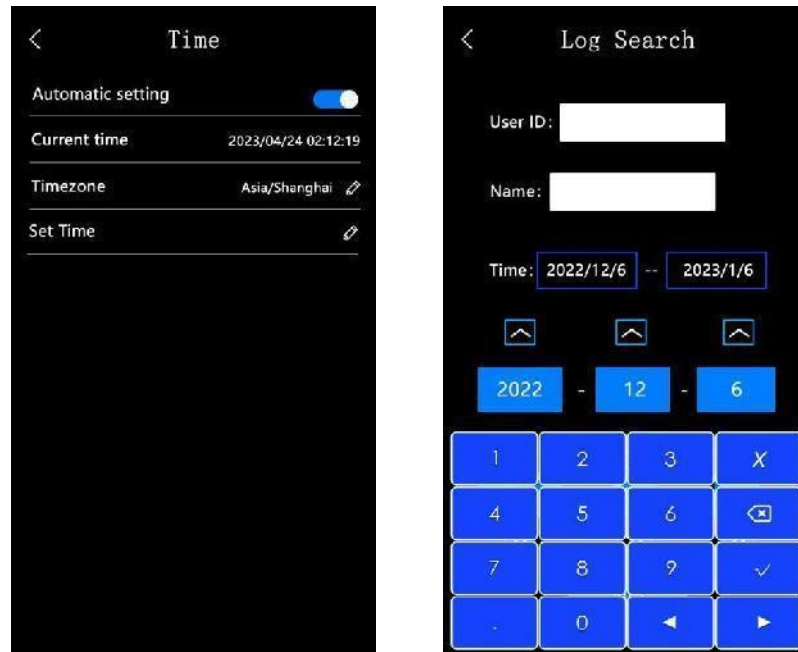 Time
Automatic setting
Current time 2023/04/24 02:12:19
Timezone Asia/Shanghai
Set Time
Log Search
User ID:
Name:
Time: 2022/12/6 -- 2023/1/6
2022 - 12 - 6
1 2 3 X
4 5 6
7 8 9
. 0